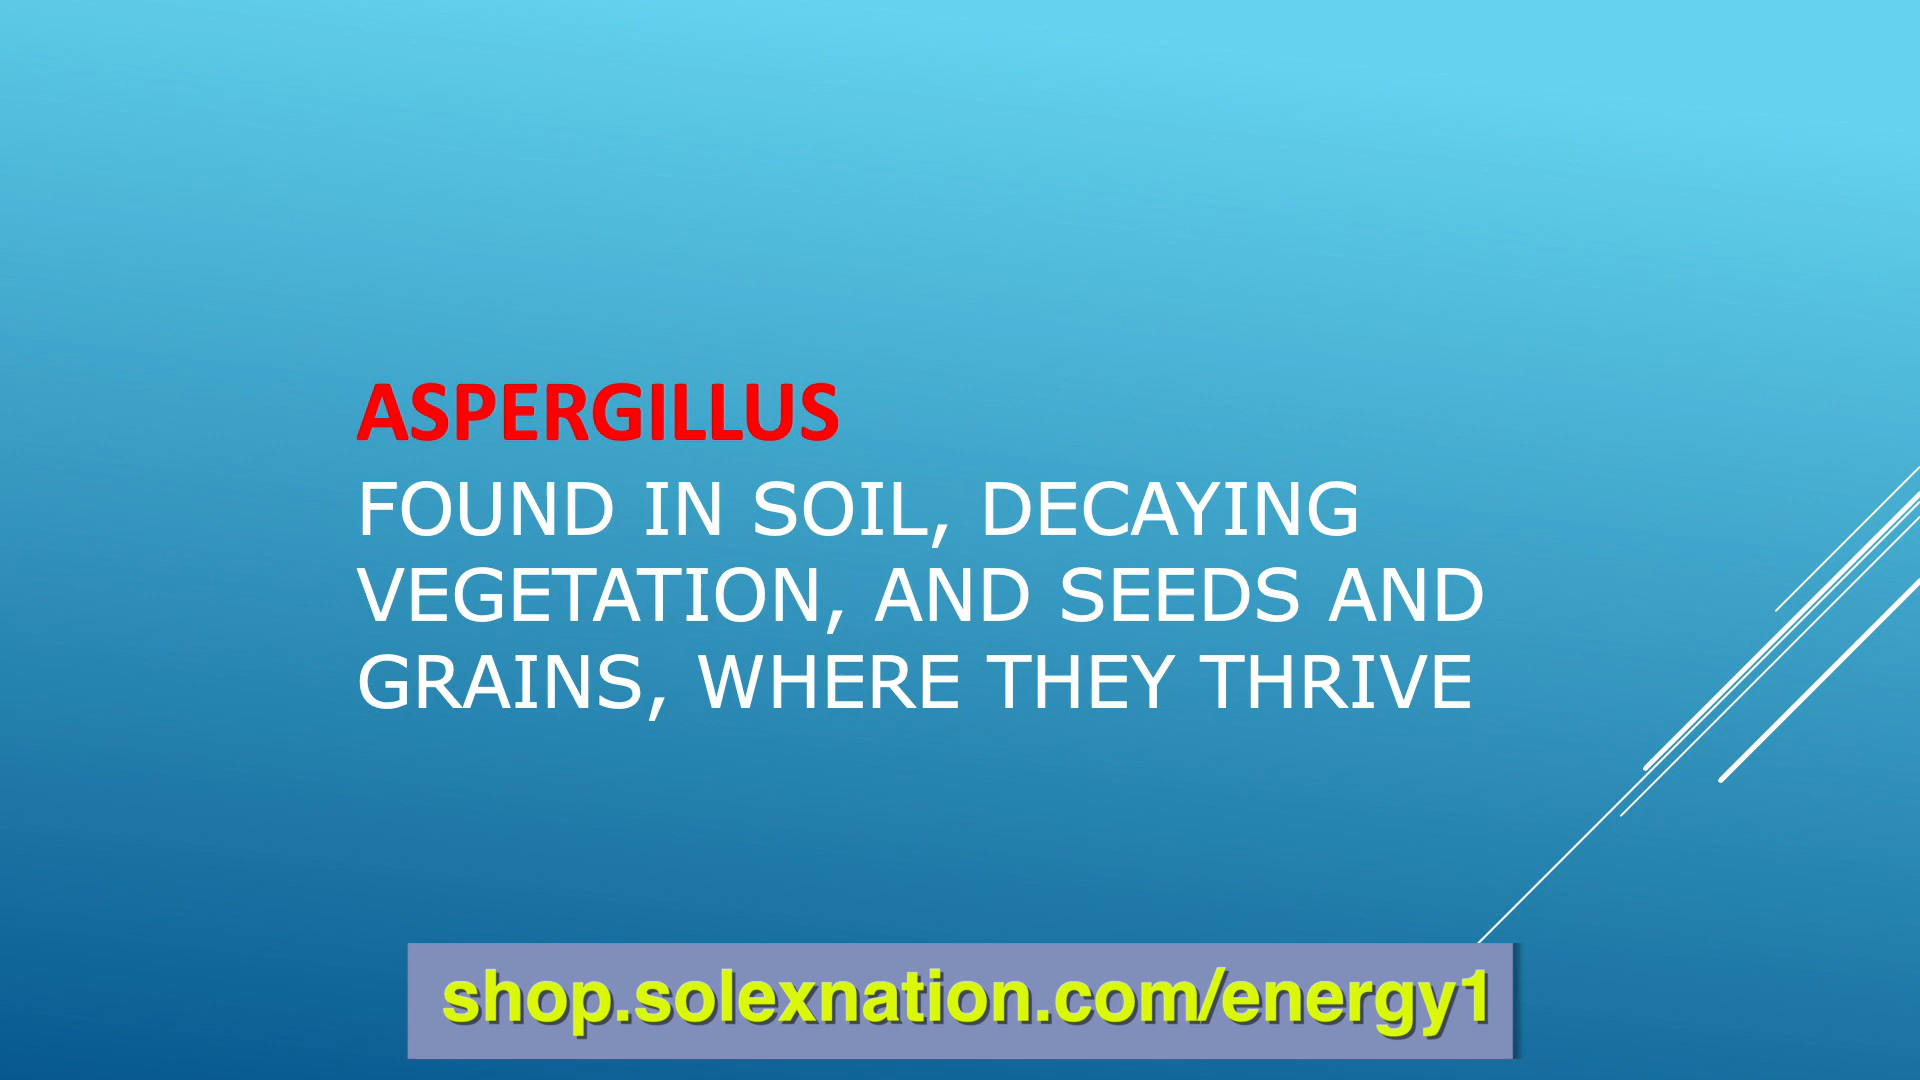 ASPERGILLUS
FOUND IN SOIL, DECAYING
VEGETATION, AND SEEDS AND
GRAINS, WHERE THEY THRIVE
shop.solexnation.com/energy1